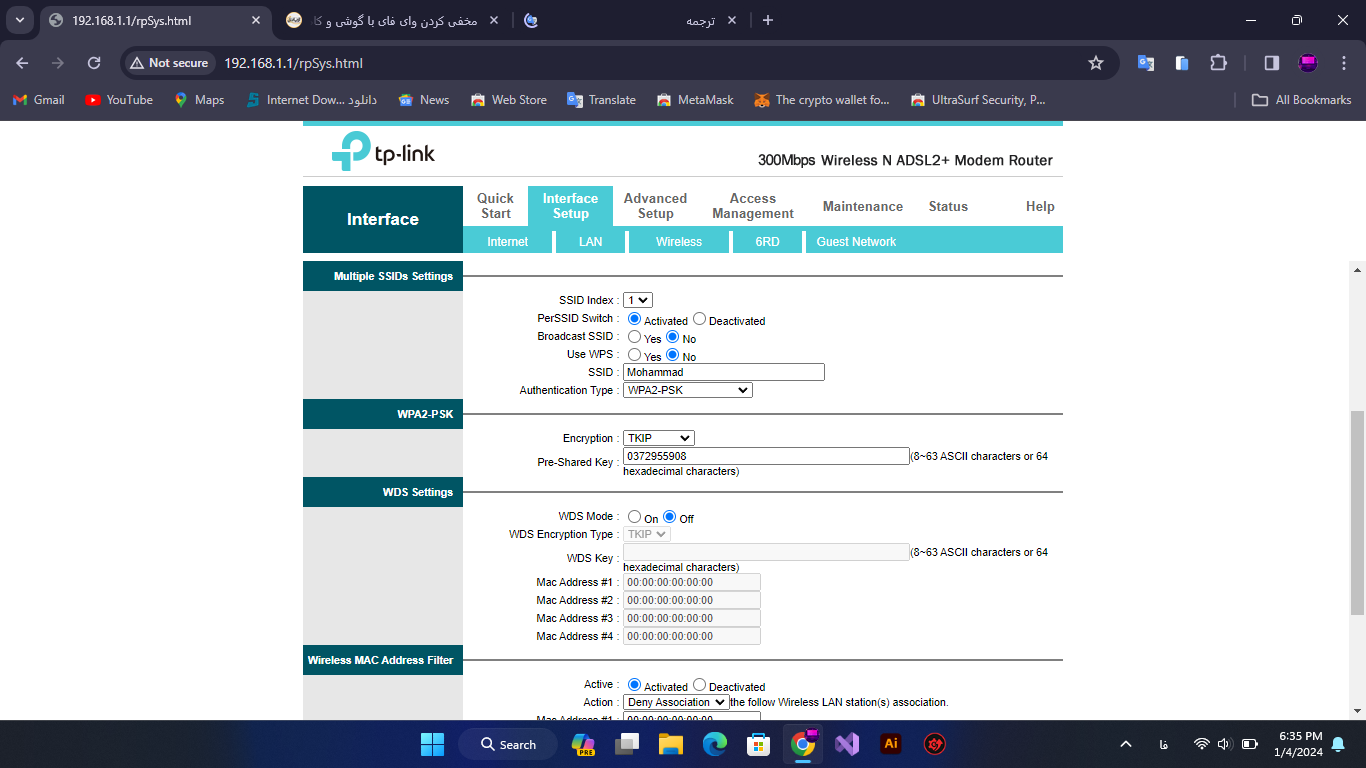 192.168.1.1/rpSys.html
مخفی کردن وای فای با گوشی و کا
ترجمه
Not secure
192.168.1.1/rpSys.html
Gmail
YouTube
Maps
Internet Dow... دانلود
News
Web Store
Translate
MetaMask
The crypto wallet fo...
UltraSurf Security, P...
All Bookmarks
tp-link
300Mbps Wireless N ADSL2+ Modem Router
Interface
Quick Start
Interface Setup
Advanced Setup
Access Management
Maintenance
Status
Help
Internet
LAN
Wireless
6RD
Guest Network
Multiple SSIDs Settings
SSID Index : 1
PerSSID Switch : Activated Deactivated
Broadcast SSID : Yes No
Use WPS : Yes No
SSID : Mohammad
Authentication Type : WPA2-PSK
WPA2-PSK
Encryption : TKIP
Pre-Shared Key : 0372955908 (8~63 ASCII characters or 64
hexadecimal characters)
WDS Settings
WDS Mode : On Off
WDS Encryption Type : TKIP
WDS Key : (8~63 ASCII characters or 64
hexadecimal characters)
Mac Address #1 : 00:00:00:00:00:00
Mac Address #2 : 00:00:00:00:00:00
Mac Address #3 : 00:00:00:00:00:00
Mac Address #4 : 00:00:00:00:00:00
Wireless MAC Address Filter
Active : Activated Deactivated
Action : Deny Association the follow Wireless LAN station(s) association.
Mac Address #1 : 00:00:00:00:00:00
Search
PRE
Ai
فا
6:35 PM
1/4/2024